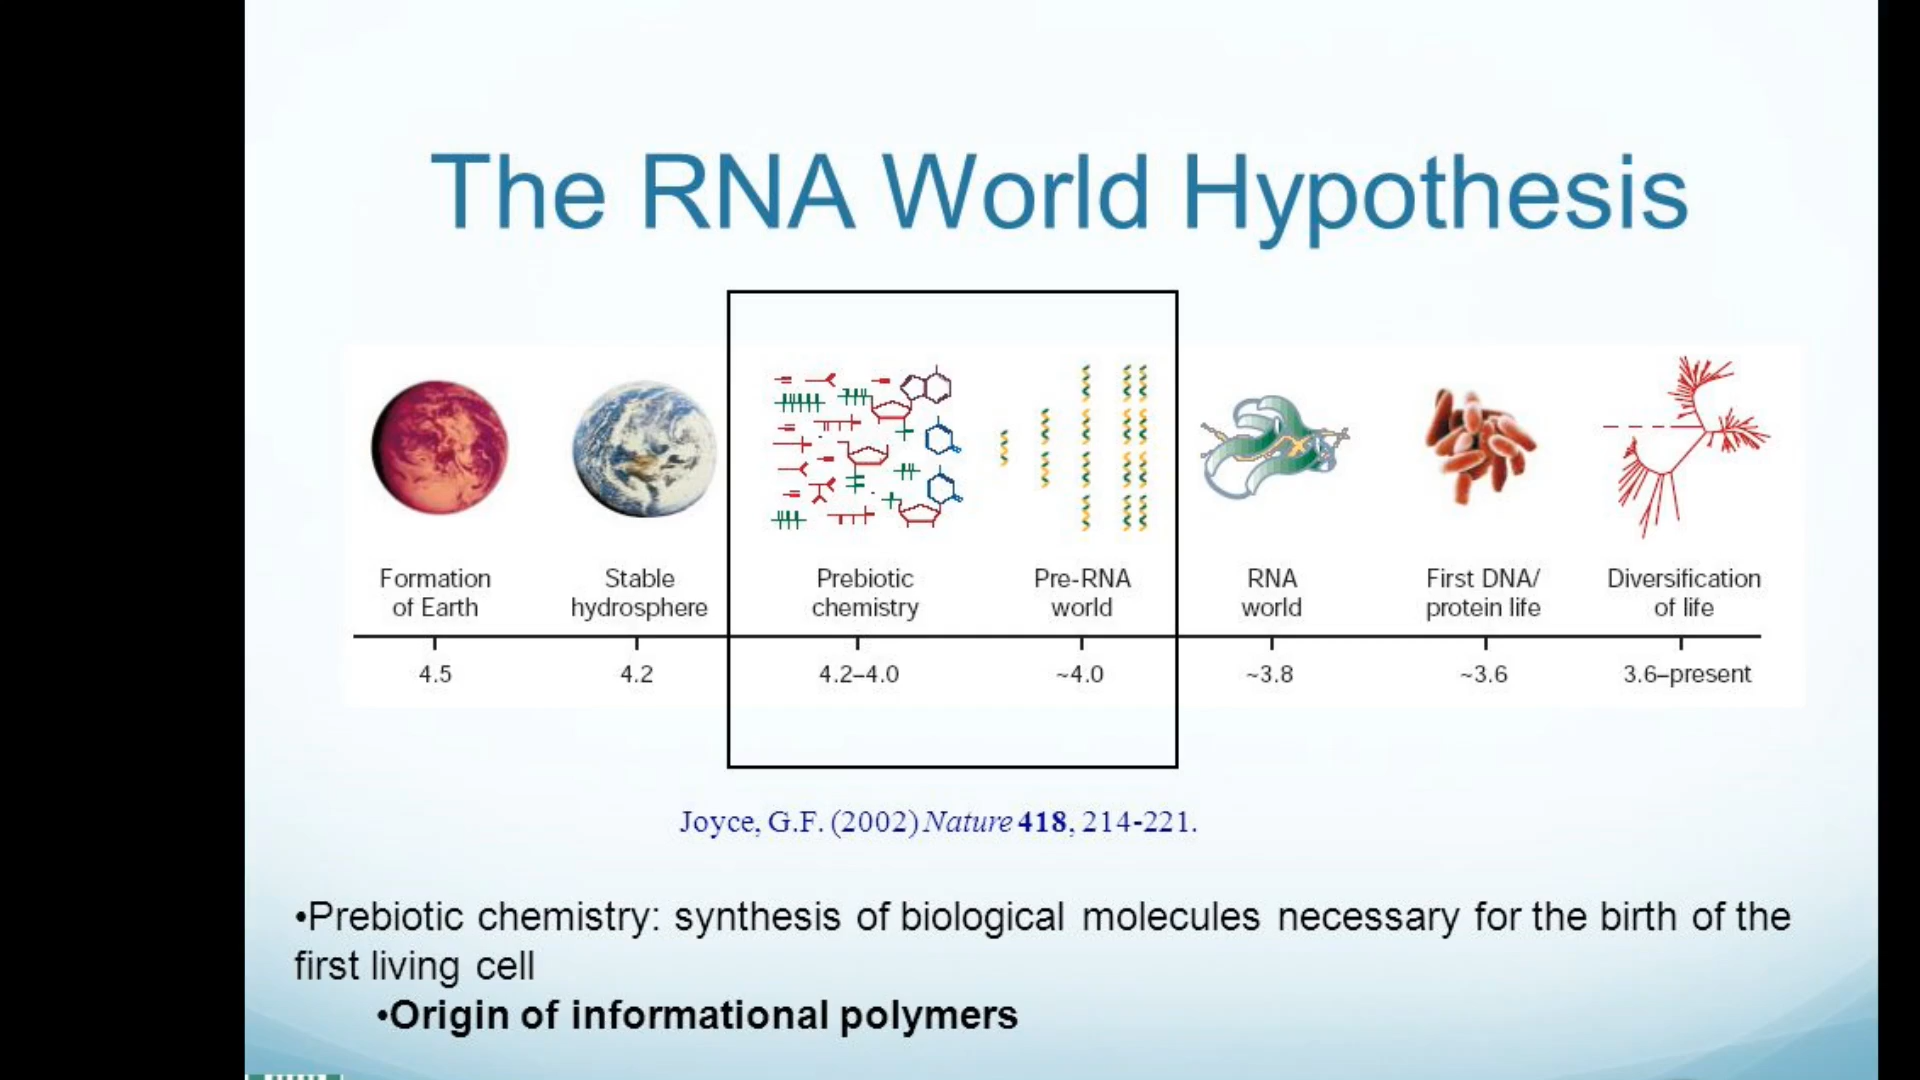 The RNA World Hypothesis
Formation of Earth
Stable hydrosphere
Prebiotic chemistry
Pre-RNA world
RNA world
First DNA/ protein life
Diversification of life
4.5
4.2
4.2–4.0
~4.0
~3.8
~3.6
3.6–present
Joyce, G.F. (2002) Nature 418, 214-221.
•Prebiotic chemistry: synthesis of biological molecules necessary for the birth of the
first living cell
•Origin of informational polymers